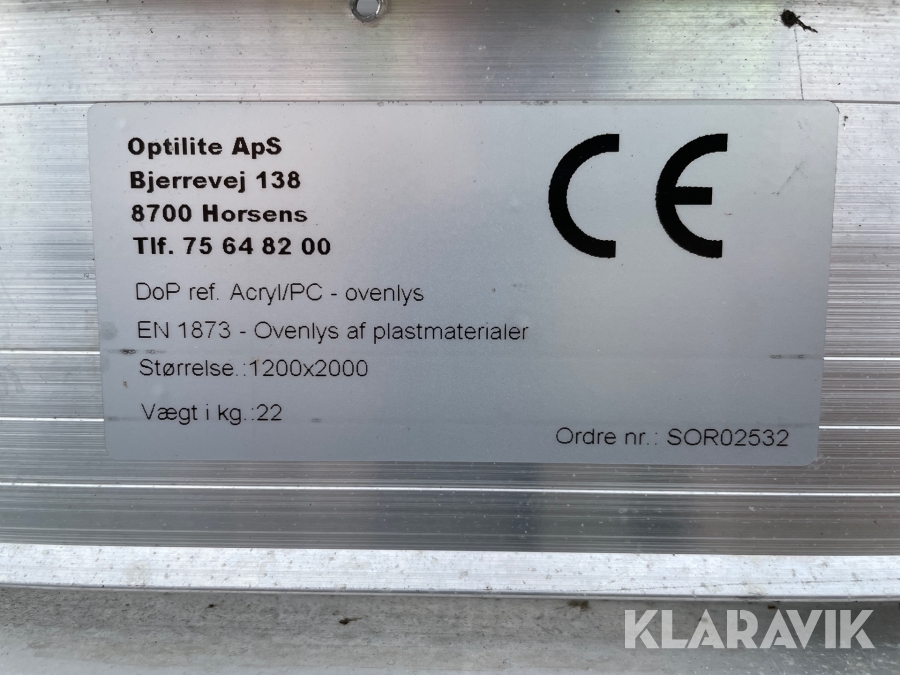 Optilite ApS
Bjerrevej 138
8700 Horsens
Tlf. 75 64 82 00
CE
DoP ref. Acryl/PC - ovenlys
EN 1873 - Ovenlys af plastmaterialer
Størrelse.:1200x2000
Vægt i kg.:22
Ordre nr.: SOR02532
KLARAVIK